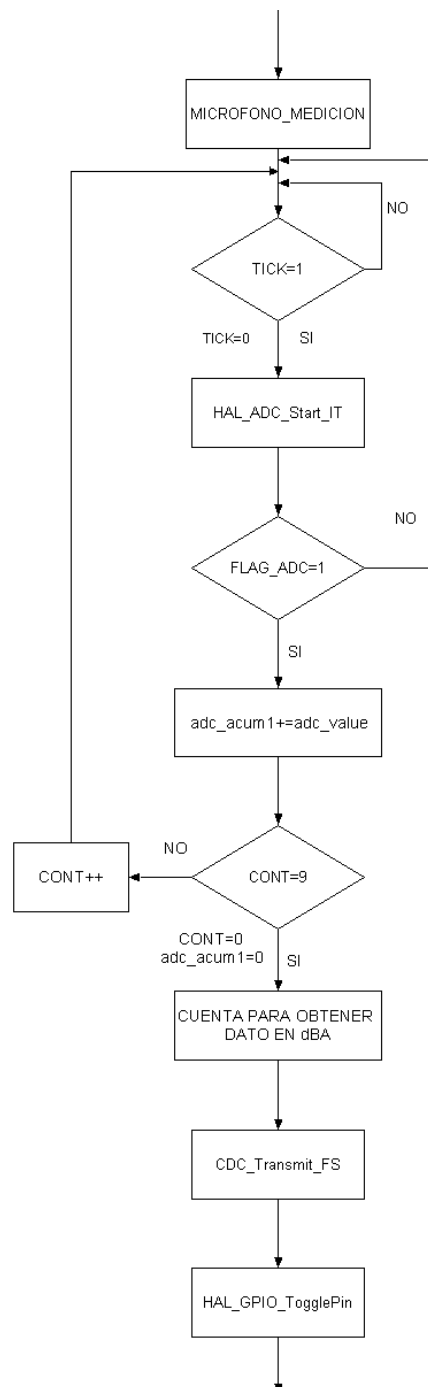 MICROFONO_MEDICION
NO
TICK=1
TICK=0
SI
HAL_ADC_Start_IT
NO
FLAG_ADC=1
SI
adc_acum1+=adc_value
NO
CONT++
CONT=9
CONT=0
adc_acum1=0
SI
CUENTA PARA OBTENER
DATO EN dBA
CDC_Transmit_FS
HAL_GPIO_TogglePin